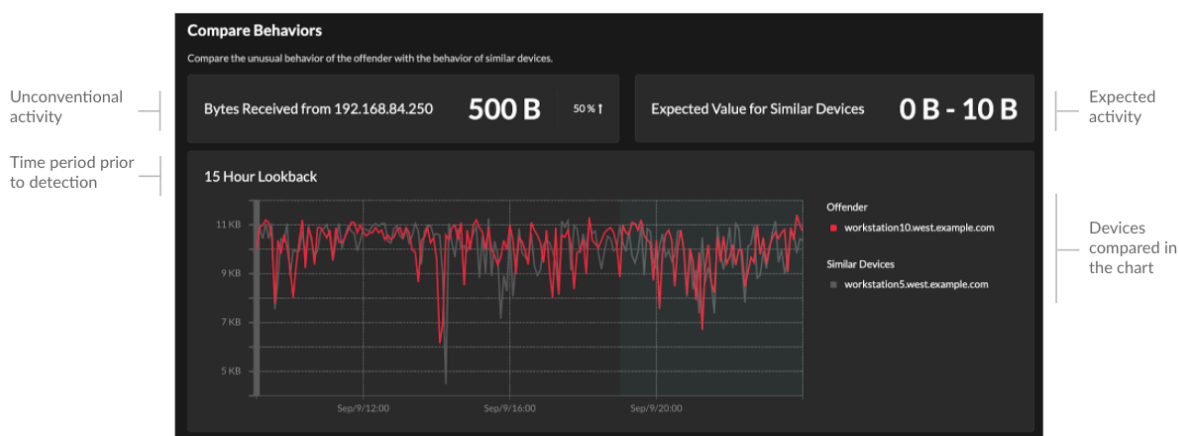 Compare Behaviors
Compare the unusual behavior of the offender with the behavior of similar devices.
Unconventional
activity
Bytes Received from 192.168.84.250
500 B
50 % ↑
Expected Value for Similar Devices
0 B - 10 B
Expected
activity
Time period prior
to detection
15 Hour Lookback
11 KB
9 KB
7 KB
5 KB
Sep/9/12:00
Sep/9/16:00
Sep/9/20:00
Offender
workstation10.west.example.com
Similar Devices
workstation5.west.example.com
Devices
compared in
the chart